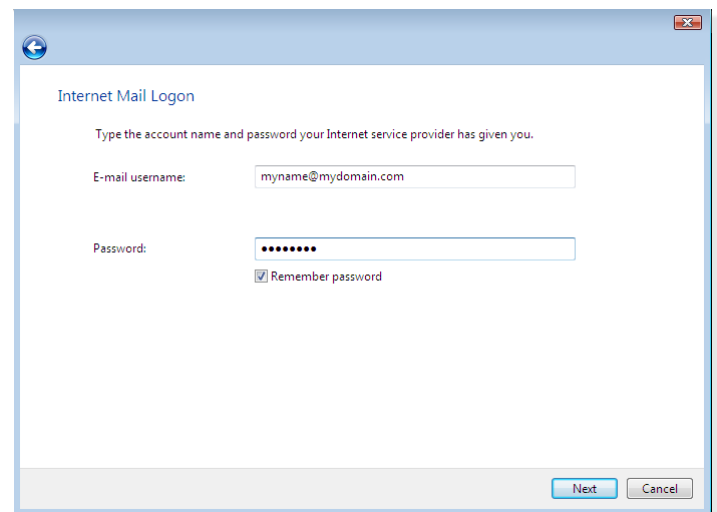 Internet Mail Logon
Type the account name and password your Internet service provider has given you.
E-mail username: myname@mydomain.com
Password: ••••••••
Remember password
Next Cancel